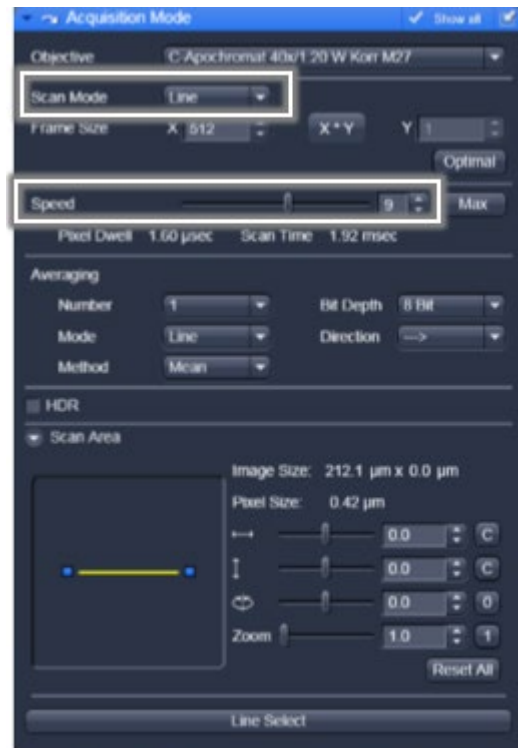 Acquisition Mode Show all
Objective C-Apochromat 40x/1.20 W Korr M27
Scan Mode Line
Frame Size X 512 X * Y Y 1
Optimal
Speed 9 Max
Pixel Dwell 1.60 µsec Scan Time 1.92 msec
Averaging
Number 1 Bit Depth 8 Bit
Mode Line Direction --->
Method Mean
HDR
Scan Area
Image Size: 212.1 µm x 0.0 µm
Pixel Size: 0.42 µm
0.0 C
0.0 C
0.0 0
Zoom 1.0 1
Reset All
Line Select